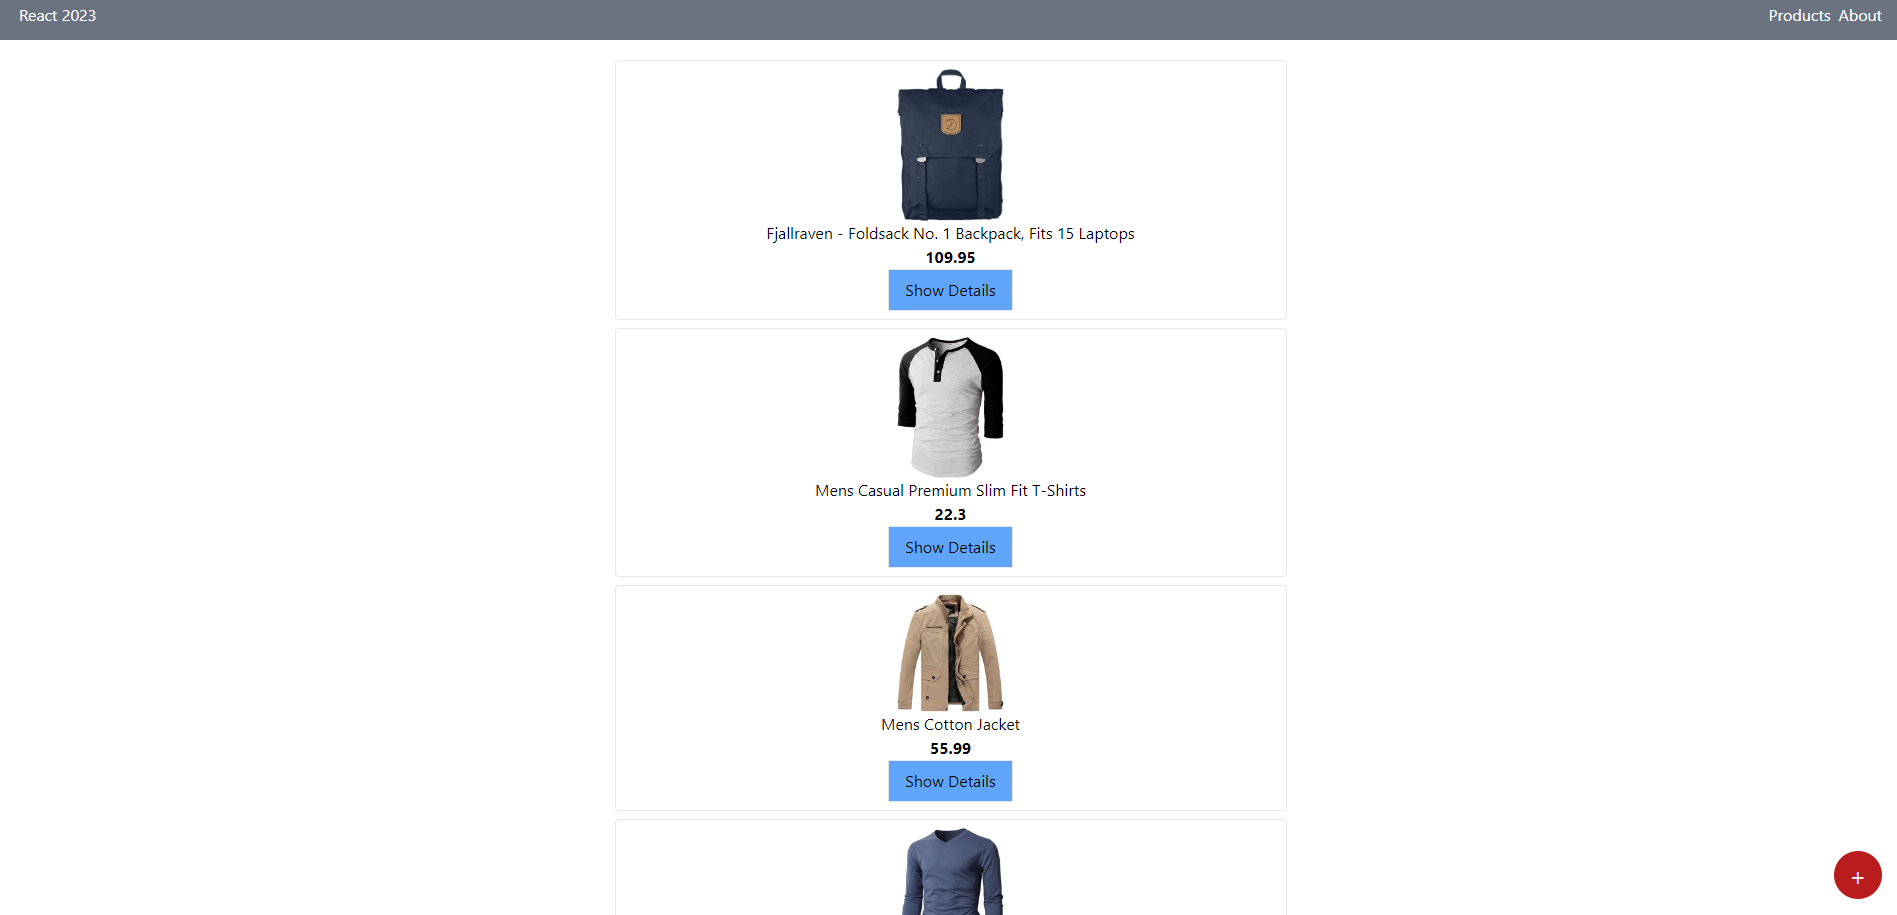 React 2023
Products About
Fjallraven - Foldsack No. 1 Backpack, Fits 15 Laptops
109.95
Show Details
Mens Casual Premium Slim Fit T-Shirts
22.3
Show Details
Mens Cotton Jacket
55.99
Show Details
+